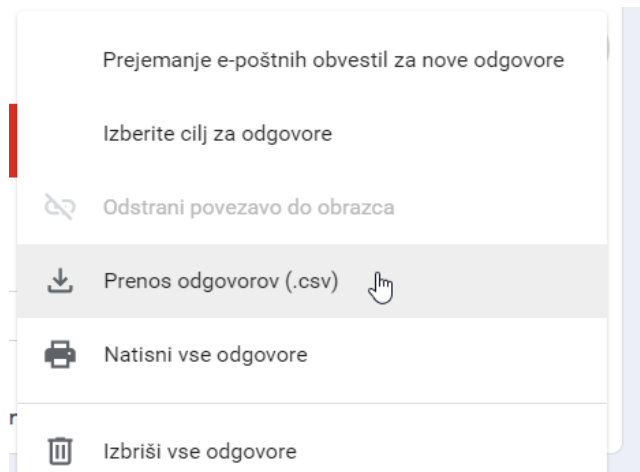 Prejemanje e-poštnih obvestil za nove odgovore
Izberite cilj za odgovore
Odstrani povezavo do obrazca
Prenos odgovorov (.csv)
Natisni vse odgovore
Izbriši vse odgovore